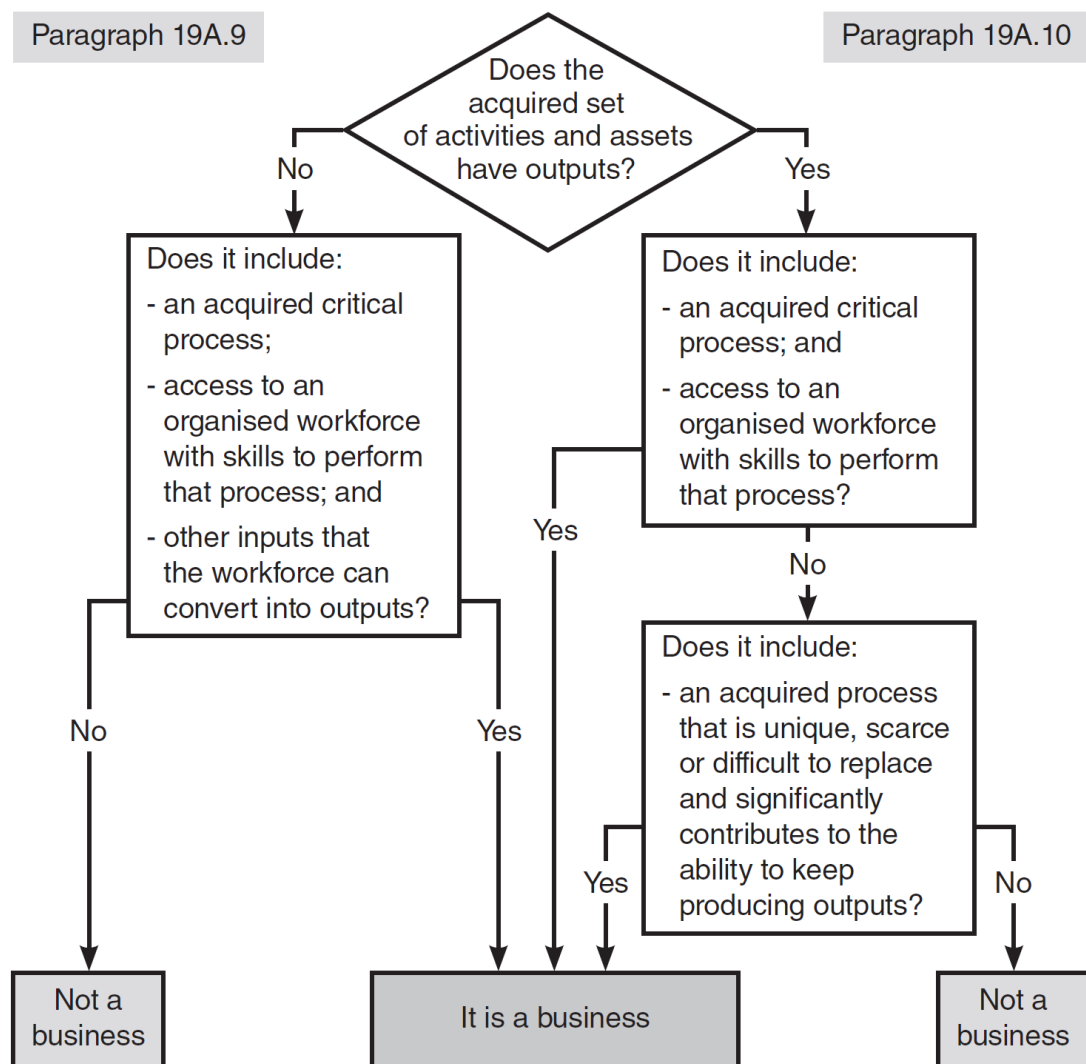 Paragraph 19A.9
Paragraph 19A.10
Does the
acquired set
of activities and assets
have outputs?
No
Yes
Does it include:
- an acquired critical
process;
- access to an
organised workforce
with skills to perform
that process; and
- other inputs that
the workforce can
convert into outputs?
No
Yes
Does it include:
- an acquired critical
process; and
- access to an
organised workforce
with skills to perform
that process?
Yes
No
Does it include:
- an acquired process
that is unique, scarce
or difficult to replace
and significantly
contributes to the
ability to keep
producing outputs?
Yes
No
Not a
business
It is a business
Not a
business